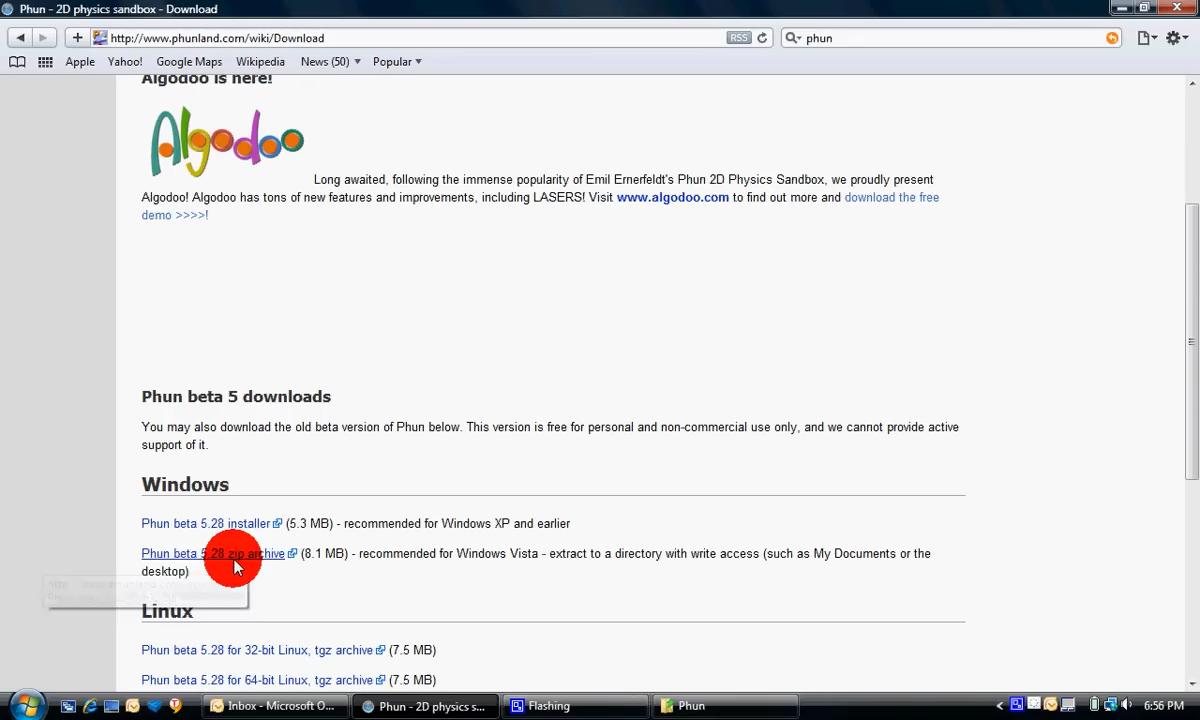 Phun - 2D physics sandbox - Download
http://www.phunland.com/wiki/Download
RSS
phun
Apple Yahoo! Google Maps Wikipedia News (50) Popular
Algodoo is here!
Algodoo
Long awaited, following the immense popularity of Emil Ernerfeldt's Phun 2D Physics Sandbox, we proudly present
Algodoo! Algodoo has tons of new features and improvements, including LASERS! Visit www.algodoo.com to find out more and download the free
demo >>>>!
Phun beta 5 downloads
You may also download the old beta version of Phun below. This version is free for personal and non-commercial use only, and we cannot provide active
support of it.
Windows
Phun beta 5.28 installer (5.3 MB) - recommended for Windows XP and earlier
Phun beta 5.28 zip archive (8.1 MB) - recommended for Windows Vista - extract to a directory with write access (such as My Documents or the
desktop)
Linux
Phun beta 5.28 for 32-bit Linux, tgz archive (7.5 MB)
Phun beta 5.28 for 64-bit Linux, tgz archive (7.5 MB)
Inbox - Microsoft O... Phun - 2D physics s... Flashing Phun 6:56 PM